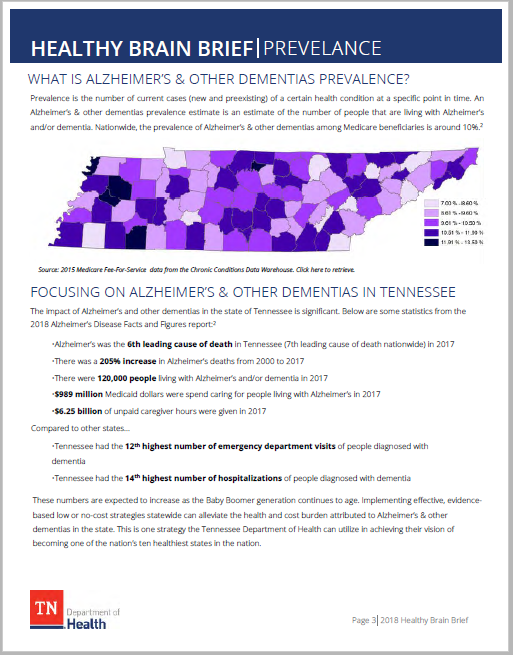 HEALTHY BRAIN BRIEF|PREVELANCE
WHAT IS ALZHEIMER'S & OTHER DEMENTIAS PREVALENCE?
Prevalence is the number of current cases (new and preexisting) of a certain health condition at a specific point in time. An
Alzheimer's & other dementias prevalence estimate is an estimate of the number of people that are living with Alzheimer's
and/or dementia. Nationwide, the prevalence of Alzheimer's & other dementias among Medicare beneficiaries is around 10%.²
7.00 % - 8.60 %
8.61 % - 9.60 %
9.61 % - 10.50 %
10.51 % - 11.90 %
11.91 % - 13.50 %
Source: 2015 Medicare Fee-For-Service data from the Chronic Conditions Data Warehouse. Click here to retrieve.
FOCUSING ON ALZHEIMER'S & OTHER DEMENTIAS IN TENNESSEE
The impact of Alzheimer's and other dementias in the state of Tennessee is significant. Below are some statistics from the
2018 Alzheimer's Disease Facts and Figures report:²
•Alzheimer's was the 6th leading cause of death in Tennessee (7th leading cause of death nationwide) in 2017
•There was a 205% increase in Alzheimer's deaths from 2000 to 2017
•There were 120,000 people living with Alzheimer's and/or dementia in 2017
•$989 million Medicaid dollars were spend caring for people living with Alzheimer's in 2017
•$6.25 billion of unpaid caregiver hours were given in 2017
Compared to other states...
•Tennessee had the 12th highest number of emergency department visits of people diagnosed with
dementia
•Tennessee had the 14th highest number of hospitalizations of people diagnosed with dementia
These numbers are expected to increase as the Baby Boomer generation continues to age. Implementing effective, evidence-
based low or no-cost strategies statewide can alleviate the health and cost burden attributed to Alzheimer's & other
dementias in the state. This is one strategy the Tennessee Department of Health can utilize in achieving their vision of
becoming one of the nation's ten healthiest states in the nation.
TN
Department of
Health
Page 3| 2018 Healthy Brain Brief